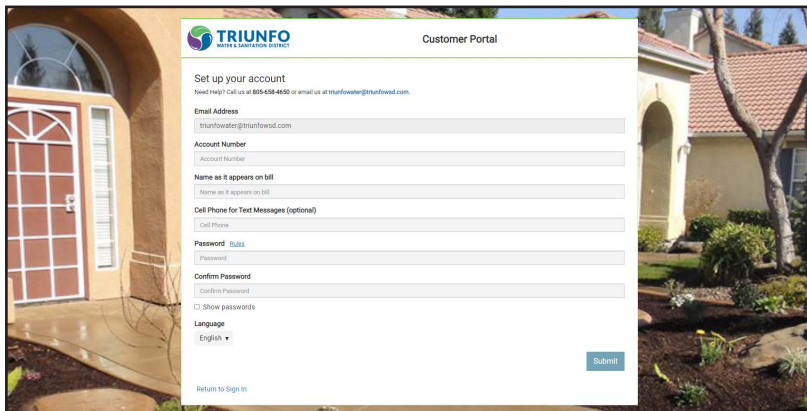 TRIUNFO
WATER & SANITATION DISTRICT
Customer Portal
Set up your account
Need Help? Call us at 805-658-4650 or email us at triunfowater@triunfowsd.com.
Email Address
triunfowater@triunfowsd.com
Account Number
Account Number
Name as it appears on bill
Name as it appears on bill
Cell Phone for Text Messages (optional)
Cell Phone
Password Rules
Password
Confirm Password
Confirm Password
Show passwords
Language
English
Submit
Return to Sign In